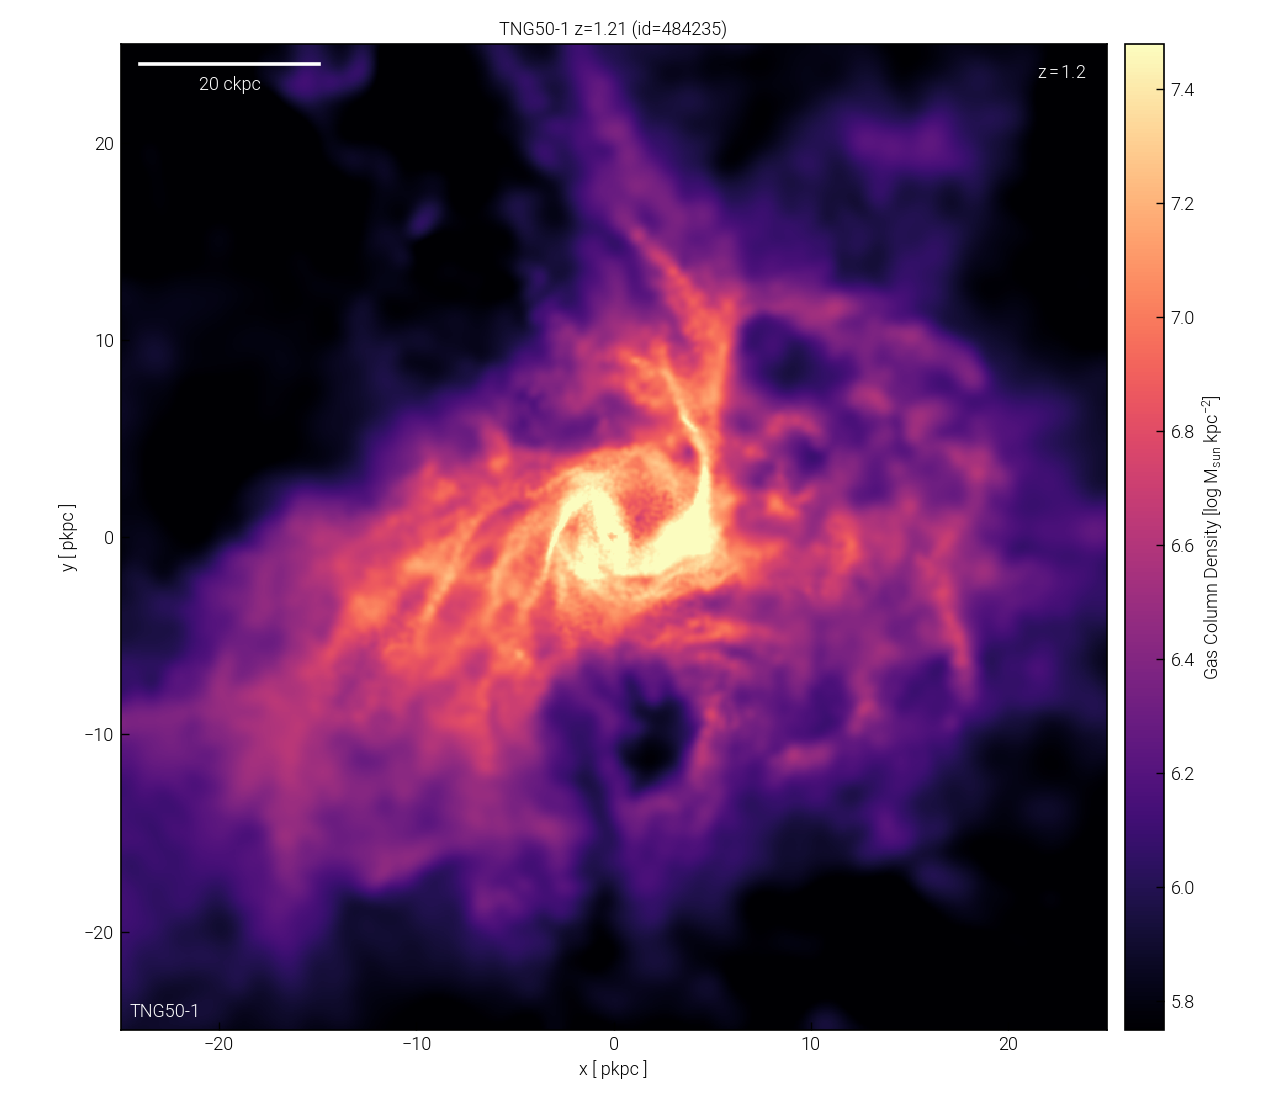 TNG50-1 z=1.21 (id=484235)
20 ckpc
z=1.2
TNG50-1
20
10
0
−10
−20
y [ pkpc ]
−20
−10
0
10
20
x [ pkpc ]
7.4
7.2
7.0
6.8
6.6
6.4
6.2
6.0
5.8
Gas Column Density [log M_sun kpc⁻²]